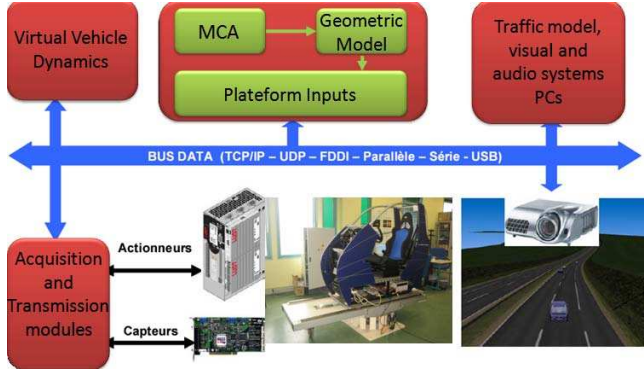 Virtual Vehicle
Dynamics
MCA
Geometric
Model
Plateform Inputs
Traffic model,
visual and
audio systems
PCs
BUS DATA (TCP/IP – UDP – FDDI – Parallèle – Série - USB)
Acquisition
and
Transmission
modules
Actionneurs
Capteurs